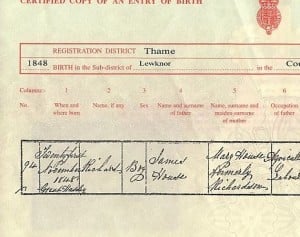 CERTIFIED COPY OF AN ENTRY OF BIRTH
REGISTRATION DISTRICT Thame
1848 BIRTH in the Sub-district of Lewknor in the Cou
Columns: 1 2 3 4 5 6
No. When and where born Name, if any Sex Name and surname of father Name, surname and maiden-surname of mother Occupation of father
94 Twenty first November 1848 Great Haseley Richard Boy James House Mary House formerly Richardson